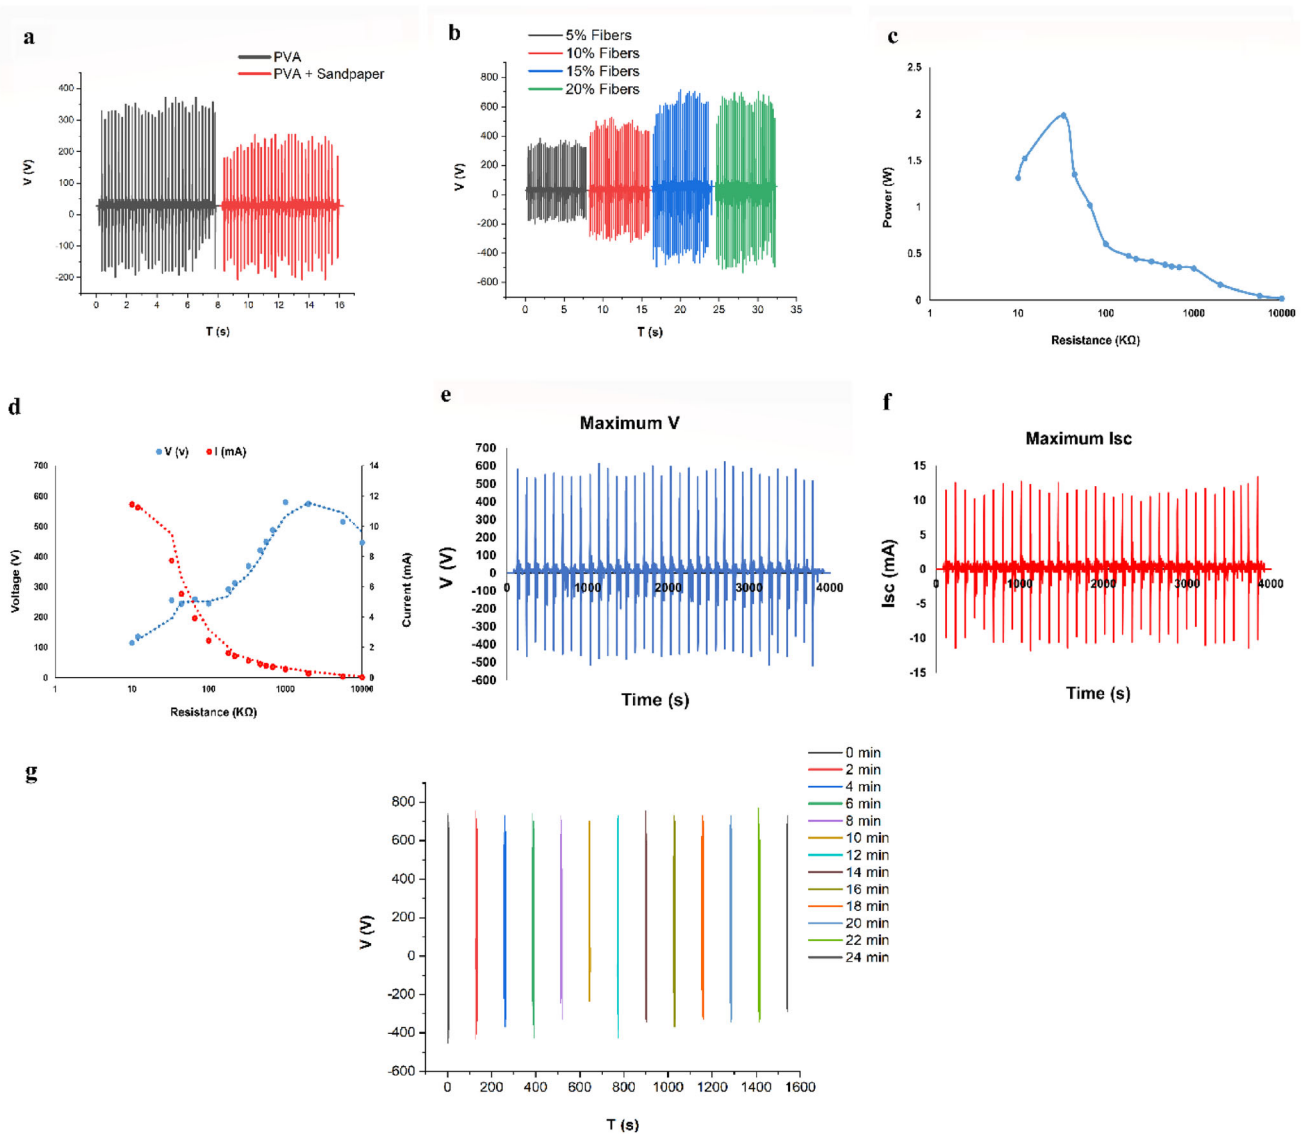 a
PVA
PVA + Sandpaper
400
300
200
100
0
-100
-200
V (V)
0 2 4 6 8 10 12 14 16
T (s)
b
5% Fibers
10% Fibers
15% Fibers
20% Fibers
800
600
400
200
0
-200
-400
-600
V (V)
0 5 10 15 20 25 30 35
T (s)
c
2.5
2
1.5
1
0.5
0
Power (W)
1 10 100 1000 10000
Resistance (KΩ)
d
V (v) I (mA)
700
600
500
400
300
200
100
0
Voltage (V)
14
12
10
8
6
4
2
0
Current (mA)
1 10 100 1000 10000
Resistance (KΩ)
e
Maximum V
700
600
500
400
300
200
100
0
-100
-200
-300
-400
-500
-600
V (V)
0 1000 2000 3000 4000
Time (s)
f
Maximum Isc
15
10
5
0
-5
-10
-15
Isc (mA)
0 1000 2000 3000 4000
Time (s)
g
0 min
2 min
4 min
6 min
8 min
10 min
12 min
14 min
16 min
18 min
20 min
22 min
24 min
800
600
400
200
0
-200
-400
-600
V (V)
0 200 400 600 800 1000 1200 1400 1600
T (s)